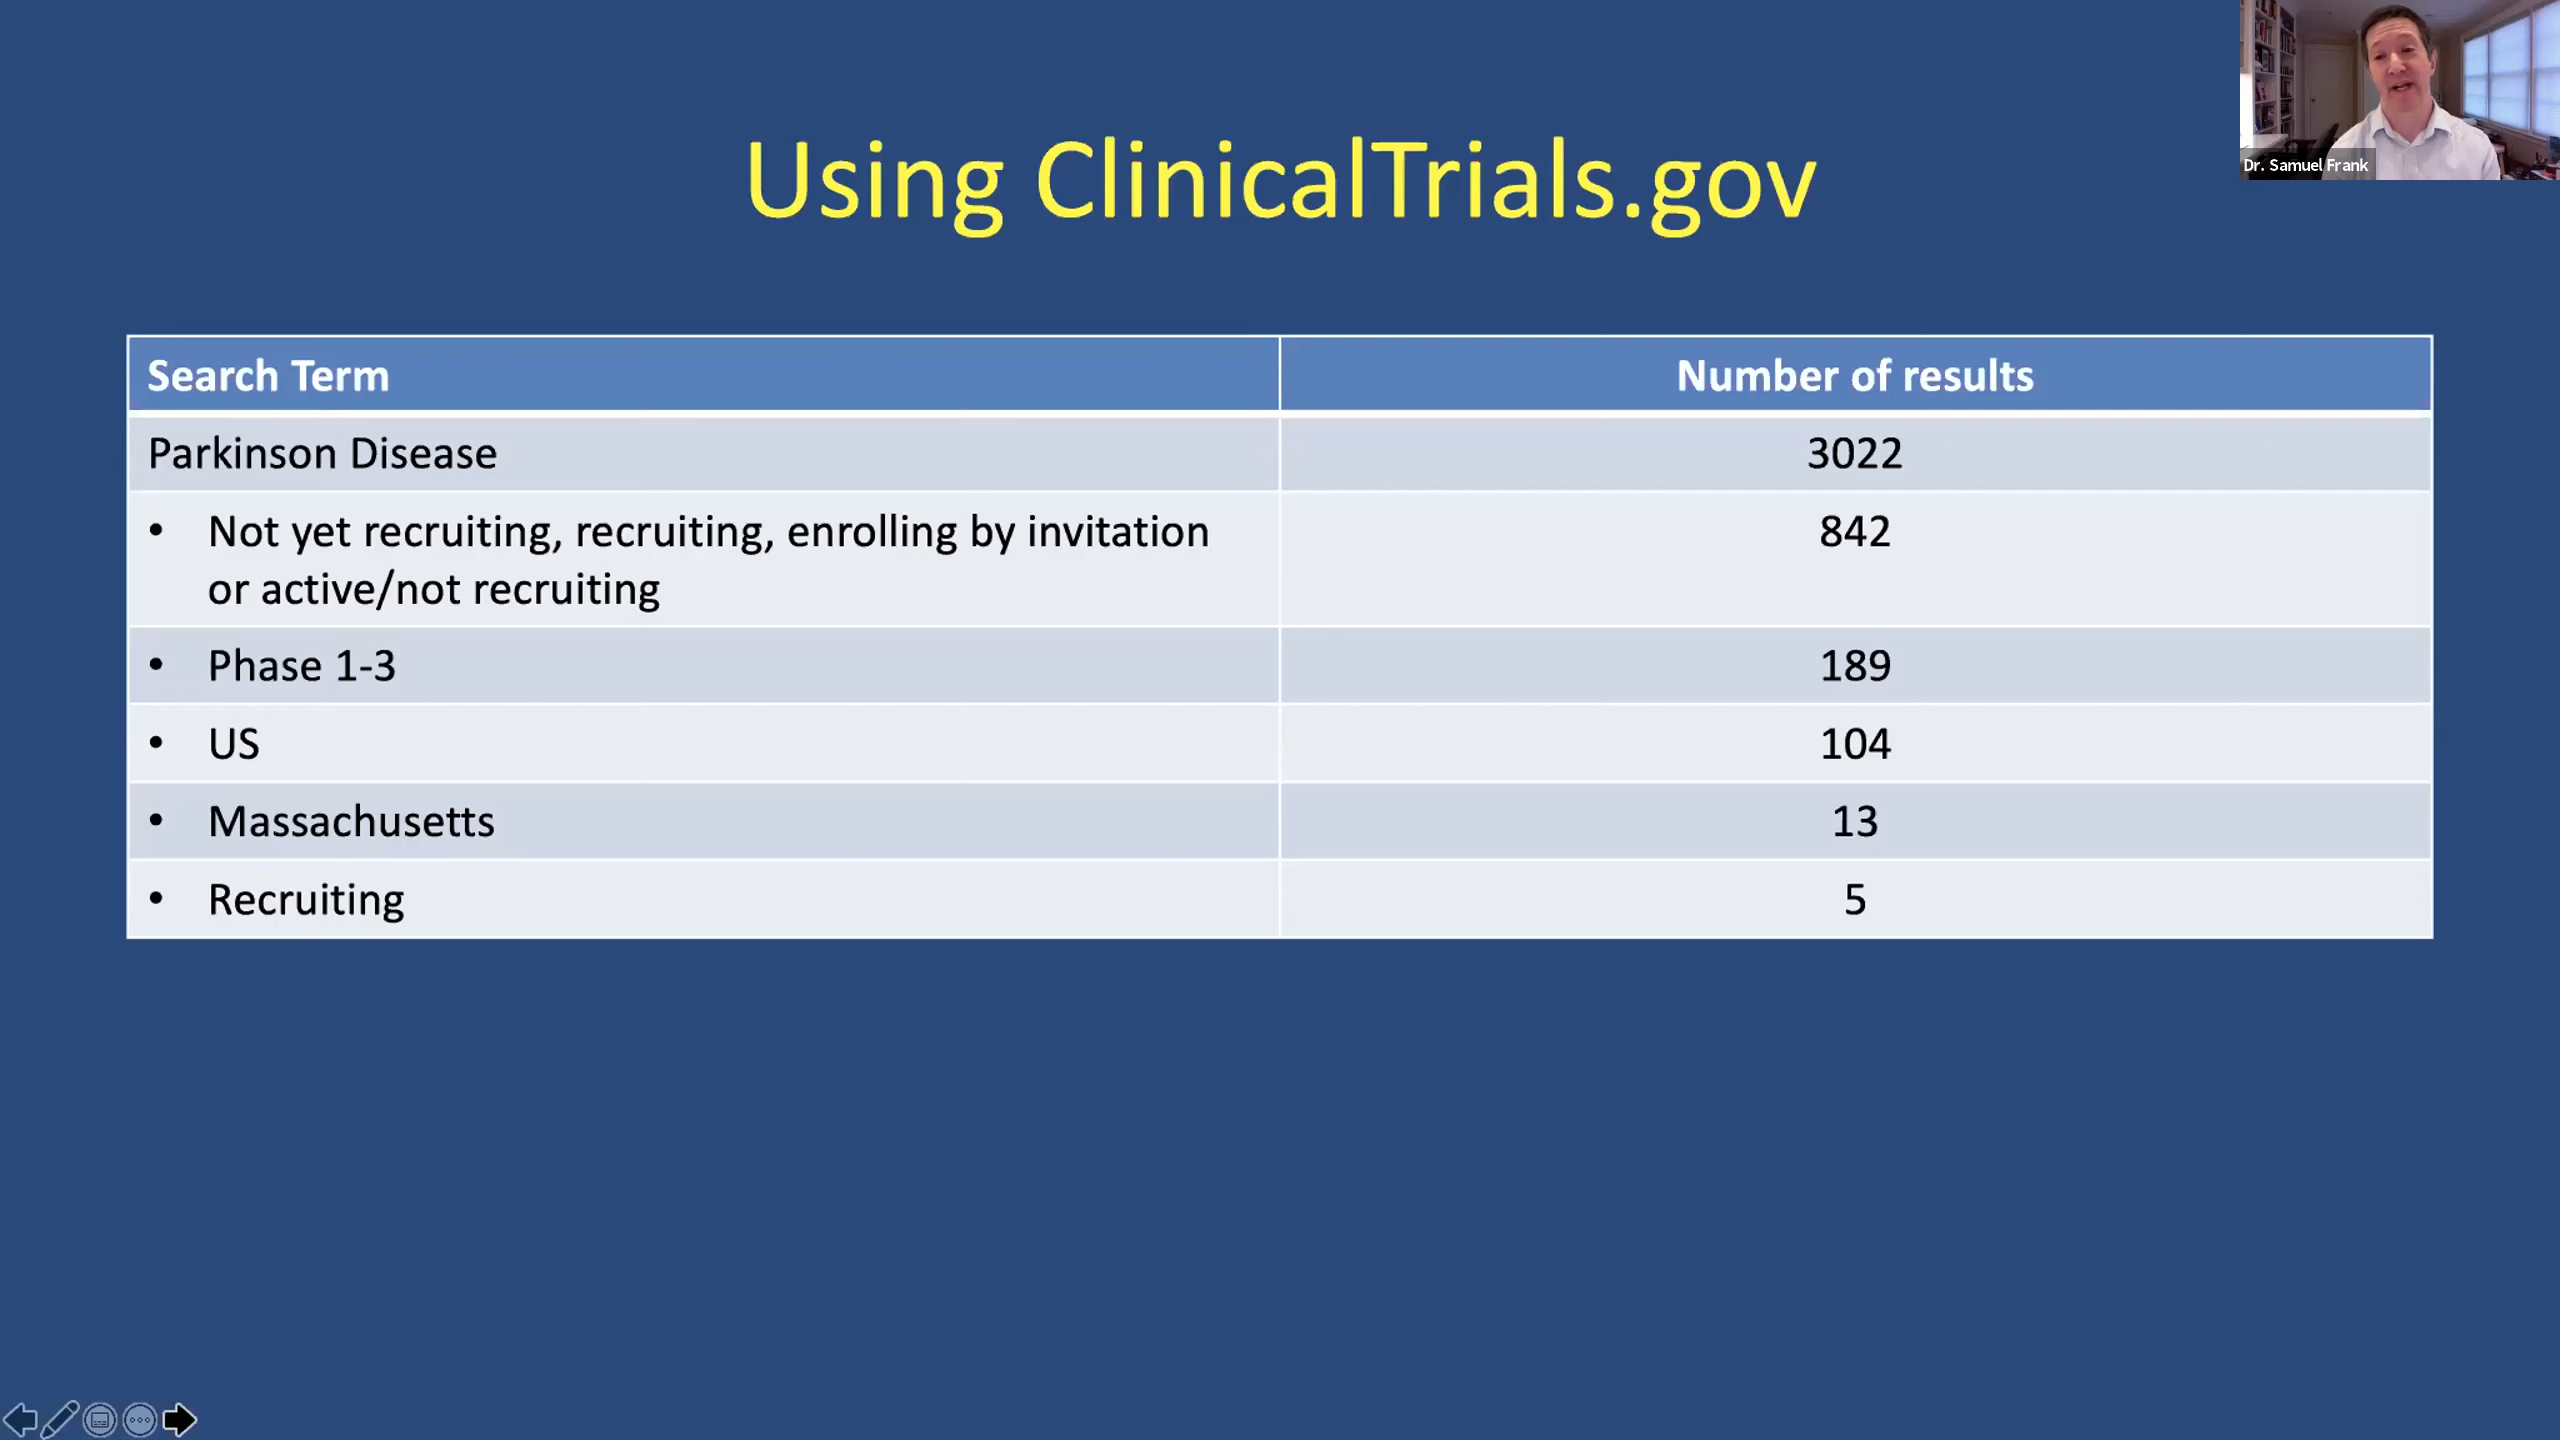 Dr. Samuel Frank
Using ClinicalTrials.gov
Search Term
Number of results
Parkinson Disease
3022
• Not yet recruiting, recruiting, enrolling by invitation
or active/not recruiting
842
• Phase 1-3
189
• US
104
• Massachusetts
13
• Recruiting
5